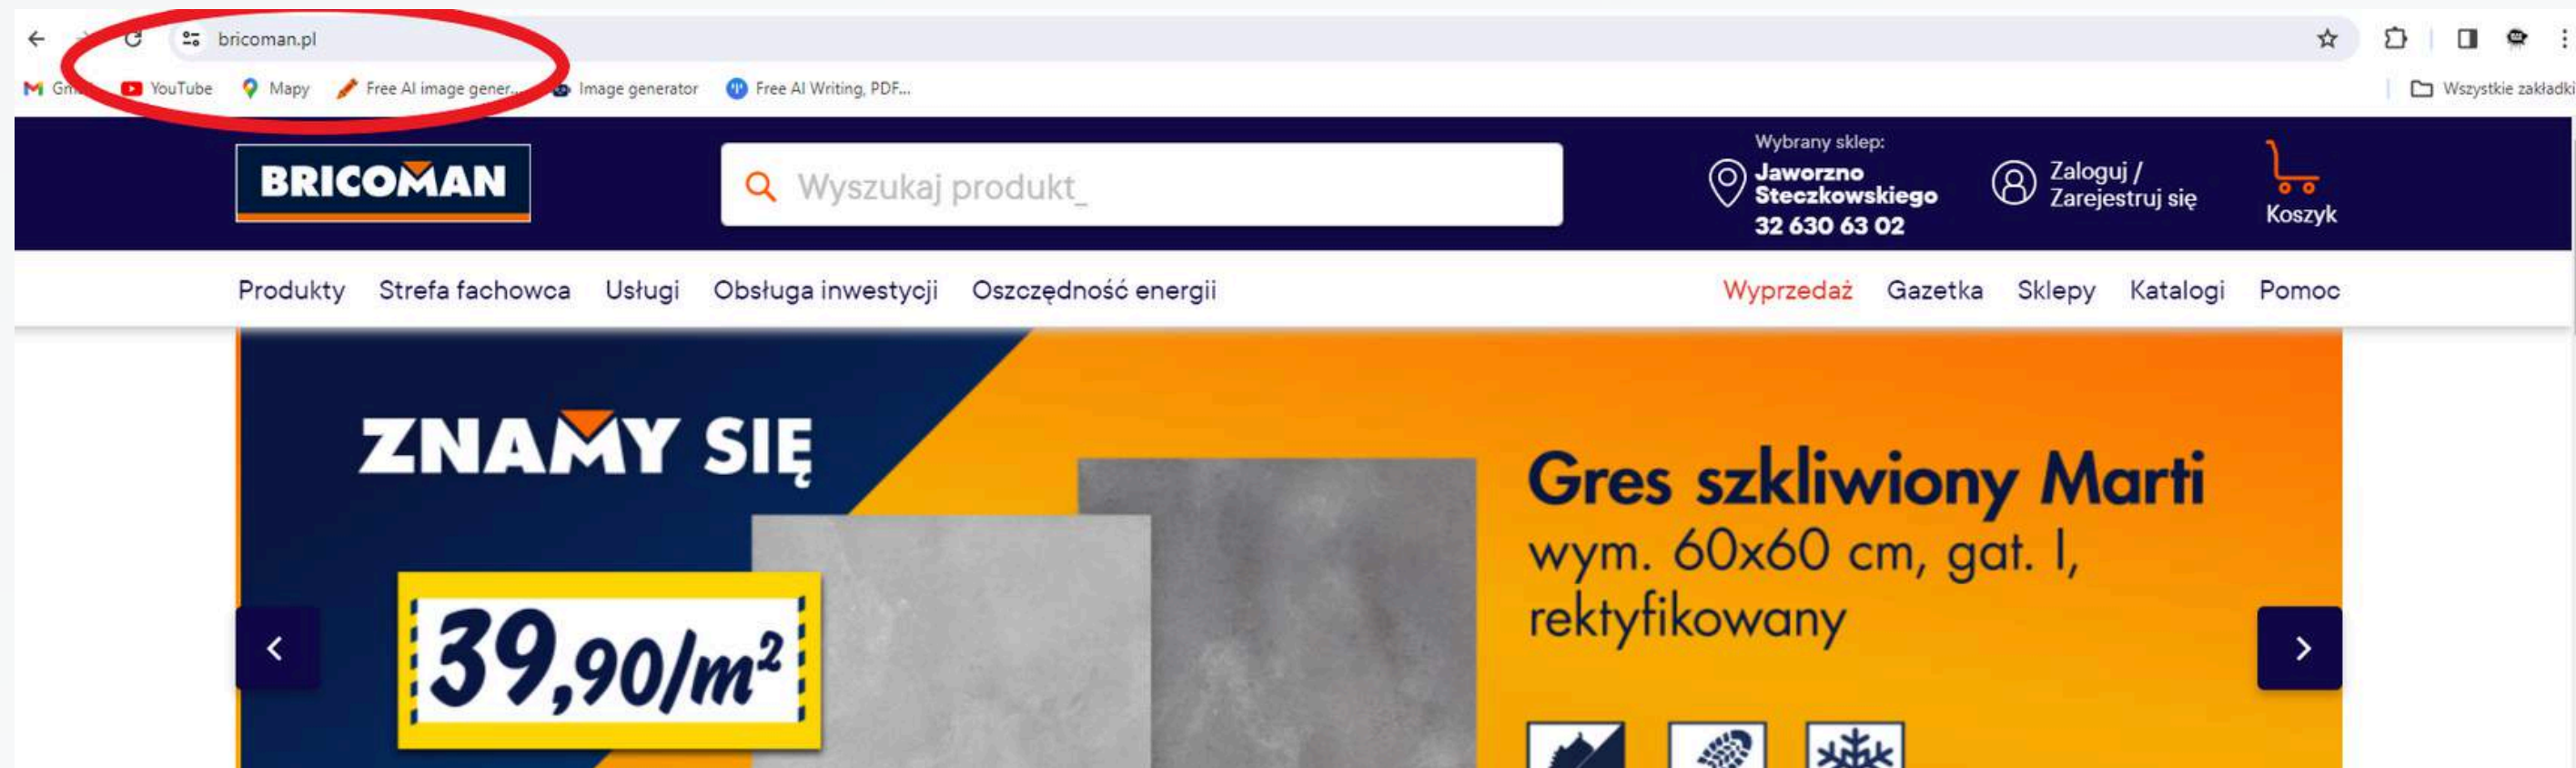 bricoman.pl
YouTube Mapy Free AI image gener... Image generator Free AI Writing, PDF...
Wszystkie zakładki
BRICOMAN
Wyszukaj produkt_
Wybrany sklep:
Jaworzno
Steczkowskiego
32 630 63 02
Zaloguj /
Zarejestruj się
Koszyk
Produkty Strefa fachowca Usługi Obsługa inwestycji Oszczędność energii
Wyprzedaż Gazetka Sklepy Katalogi Pomoc
ZNAMY SIĘ
39,90/m²
Gres szkliwiony Marti
wym. 60x60 cm, gat. I,
rektyfikowany